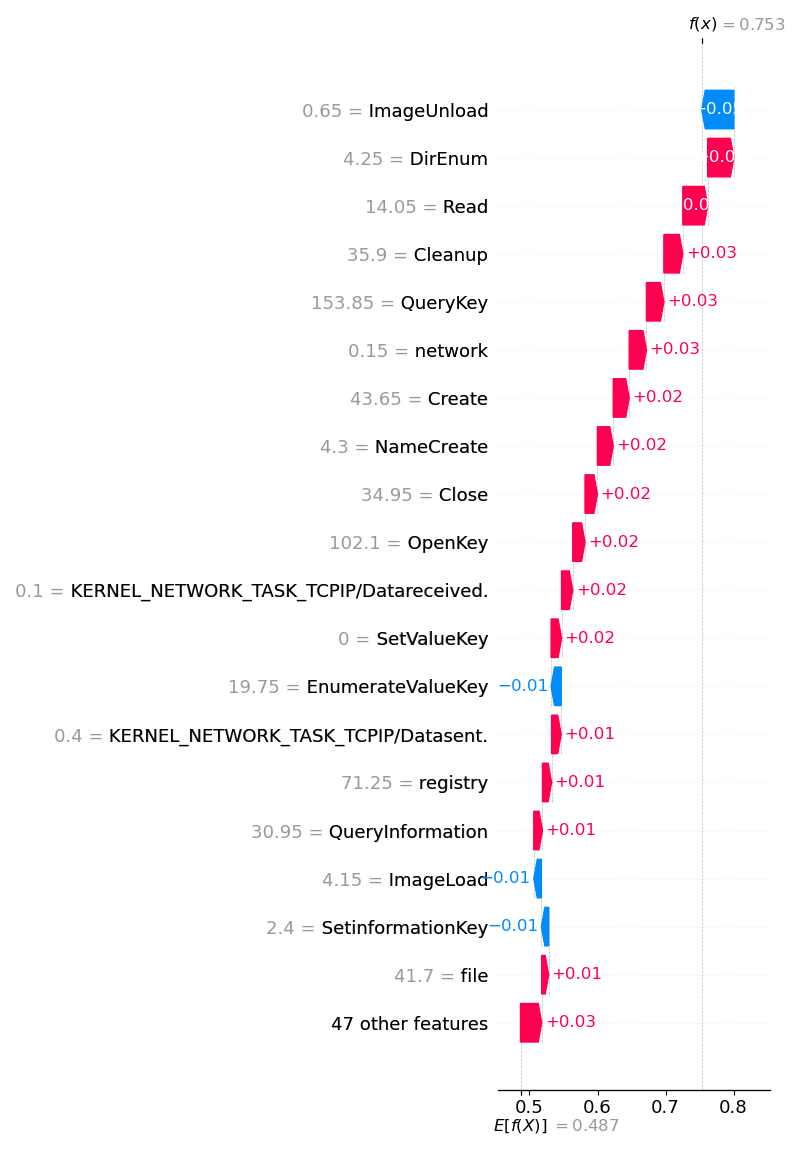 f(x) = 0.753
0.65 = ImageUnload
4.25 = DirEnum
14.05 = Read
35.9 = Cleanup +0.03
153.85 = QueryKey +0.03
0.15 = network +0.03
43.65 = Create +0.02
4.3 = NameCreate +0.02
34.95 = Close +0.02
102.1 = OpenKey +0.02
0.1 = KERNEL_NETWORK_TASK_TCPIP/Datareceived. +0.02
0 = SetValueKey +0.02
19.75 = EnumerateValueKey −0.01
0.4 = KERNEL_NETWORK_TASK_TCPIP/Datasent. +0.01
71.25 = registry +0.01
30.95 = QueryInformation +0.01
4.15 = ImageLoad −0.01
2.4 = SetinformationKey −0.01
41.7 = file +0.01
47 other features +0.03
0.5 0.6 0.7 0.8
E[f(X)] = 0.487